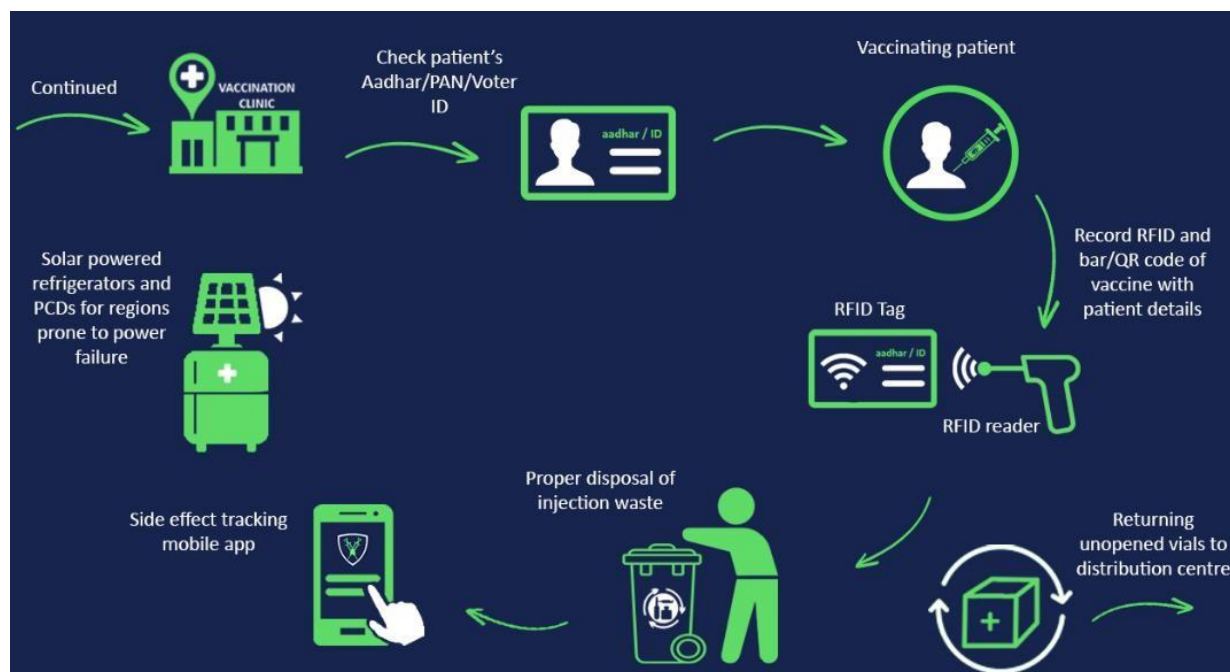 Continued
VACCINATION
CLINIC
Check patient's
Aadhar/PAN/Voter
ID
aadhar / ID
Vaccinating patient
Record RFID and
bar/QR code of
vaccine with
patient details
RFID Tag
aadhar / ID
RFID reader
Solar powered
refrigerators and
PCDs for regions
prone to power
failure
Proper disposal of
injection waste
Side effect tracking
mobile app
Returning
unopened vials to
distribution centre